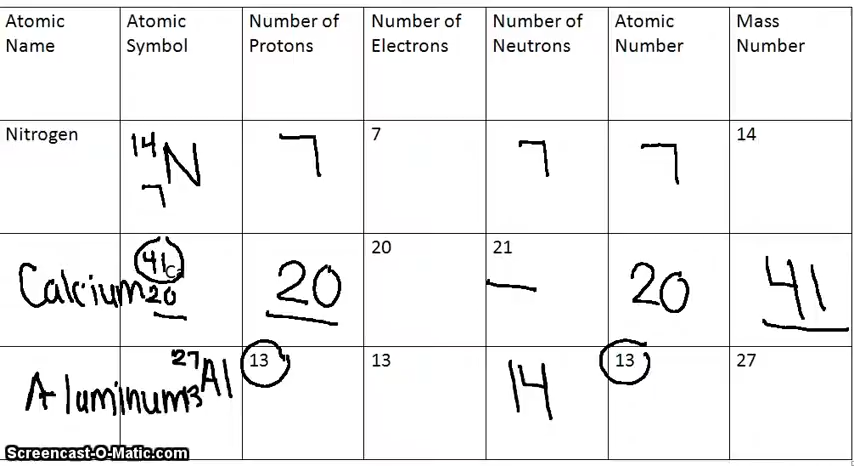 Atomic Name
Atomic Symbol
Number of Protons
Number of Electrons
Number of Neutrons
Atomic Number
Mass Number
Nitrogen
14
7
N
7
7
7
7
14
Calcium
41
20
Ca
20
20
21
20
41
Aluminum
27
13
Al
13
13
14
13
27
Screencast-O-Matic.com